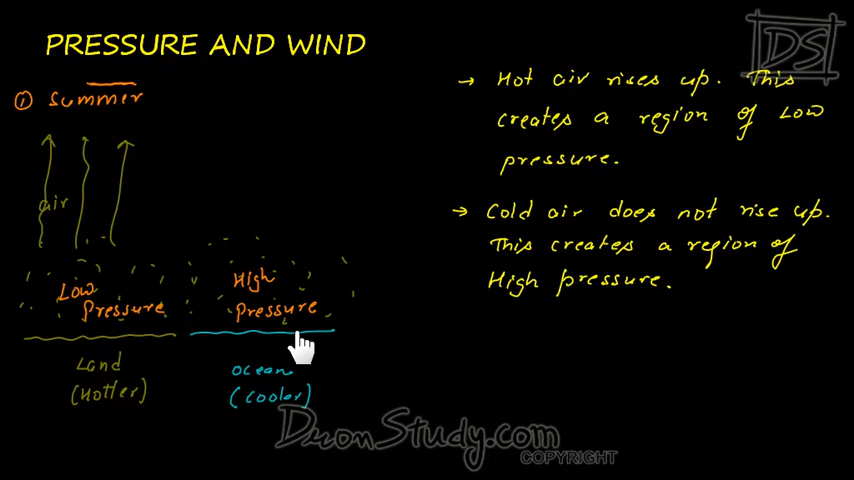 PRESSURE AND WIND
DS
① Summer
air
Low
pressure
High
pressure
Land
(Hotter)
Ocean
(Cooler)
→ Hot air rises up. This
creates a region of Low
pressure.
→ Cold air does not rise up.
This creates a region of
High pressure.
DronStudy.com
COPYRIGHT